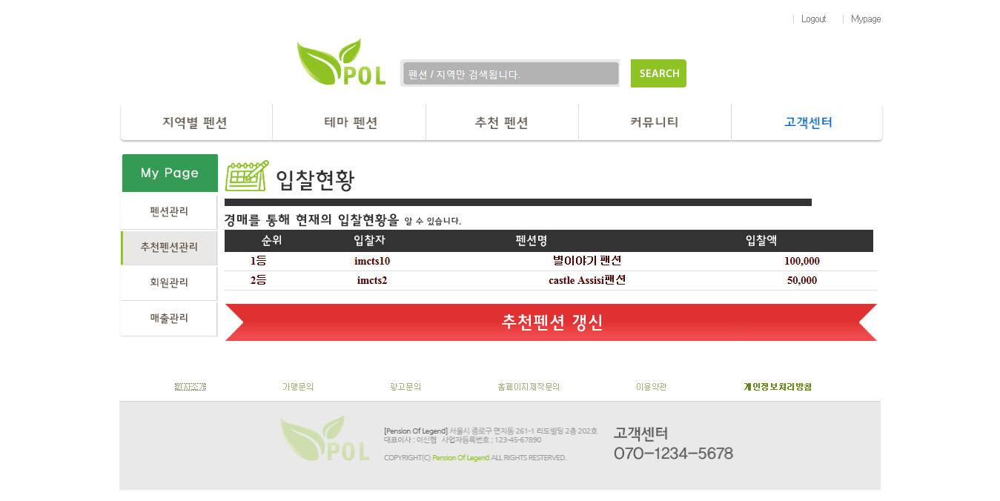 Logout Mypage
POL
펜션 / 지역만 검색됩니다.
SEARCH
지역별 펜션 테마 펜션 추천 펜션 커뮤니티 고객센터
My Page
펜션관리
추천펜션관리
회원관리
매출관리
입찰현황
경매를 통해 현재의 입찰현황을 알 수 있습니다.
순위 입찰자 펜션명 입찰액
1등 imcts10 별이야기 팬션 100,000
2등 imcts2 castle Assisi팬션 50,000
추천펜션 갱신
회사소개 가맹문의 광고문의 홈페이지제작문의 이용약관 개인정보처리방침
POL
[Pension Of Legend] 서울시 종로구 연지동 261-1 리도빌딩 2층 202호
대표이사 : 이신협 사업자등록번호 ; 123-45-67890
COPYRIGHT(C) Pension Of Legend ALL RIGHTS RESTERVED.
고객센터
070-1234-5678